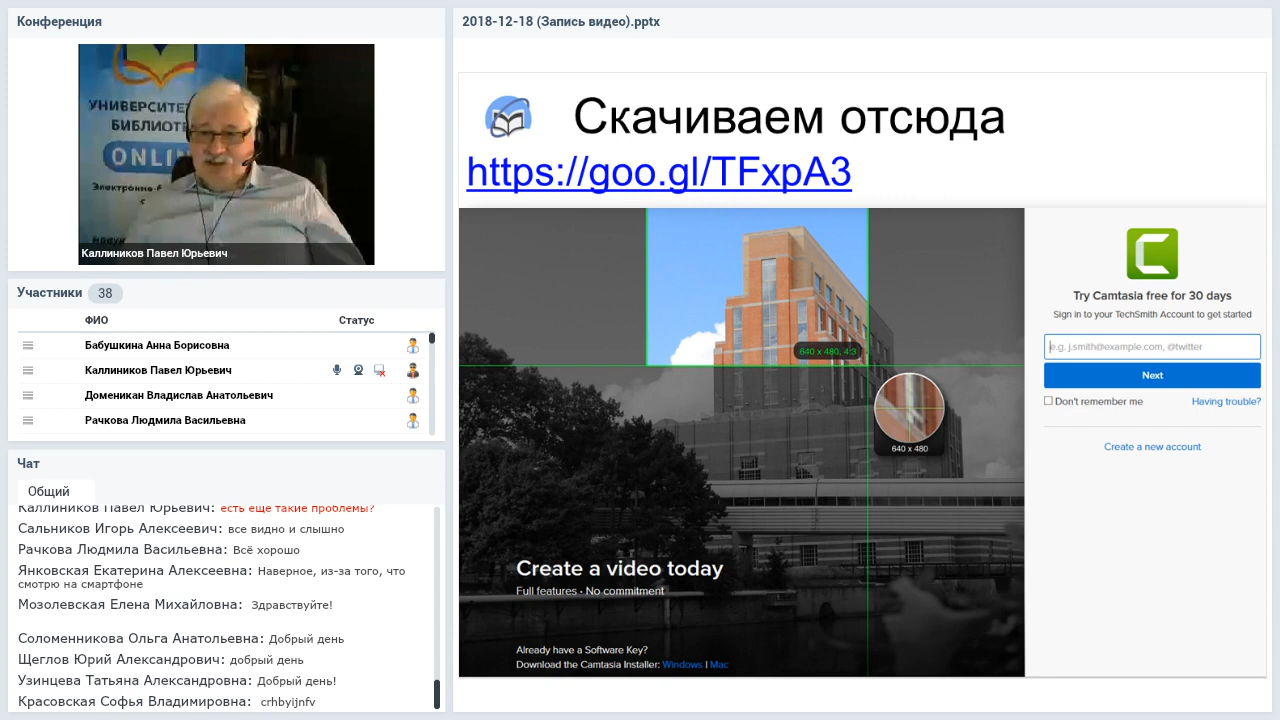 Конференция
УНИВЕРСИТЕТ
БИБЛИОТЕ
ONLIN
Каллиников Павел Юрьевич
Участники 38
ФИО Статус
Бабушкина Анна Борисовна
Каллиников Павел Юрьевич
Доменикан Владислав Анатольевич
Рачкова Людмила Васильевна
Чат
Общий
Каллиников Павел Юрьевич: есть еще такие проблемы?
Сальников Игорь Алексеевич: все видно и слышно
Рачкова Людмила Васильевна: Всё хорошо
Янковская Екатерина Алексеевна: Наверное, из-за того, что
смотрю на смартфоне
Мозолевская Елена Михайловна: Здравствуйте!
Соломенникова Ольга Анатольевна: Добрый день
Щеглов Юрий Александрович: добрый день
Узинцева Татьяна Александровна: Добрый день!
Красовская Софья Владимировна: crhbyijnfv
2018-12-18 (Запись видео).pptx
Скачиваем отсюда
https://goo.gl/TFxpA3
640 x 480, 4:3
640 x 480
Create a video today
Full features · No commitment
Already have a Software Key?
Download the Camtasia Installer: Windows | Mac
Try Camtasia free for 30 days
Sign in to your TechSmith Account to get started
e.g. j.smith@example.com, @twitter
Next
Don't remember me Having trouble?
Create a new account